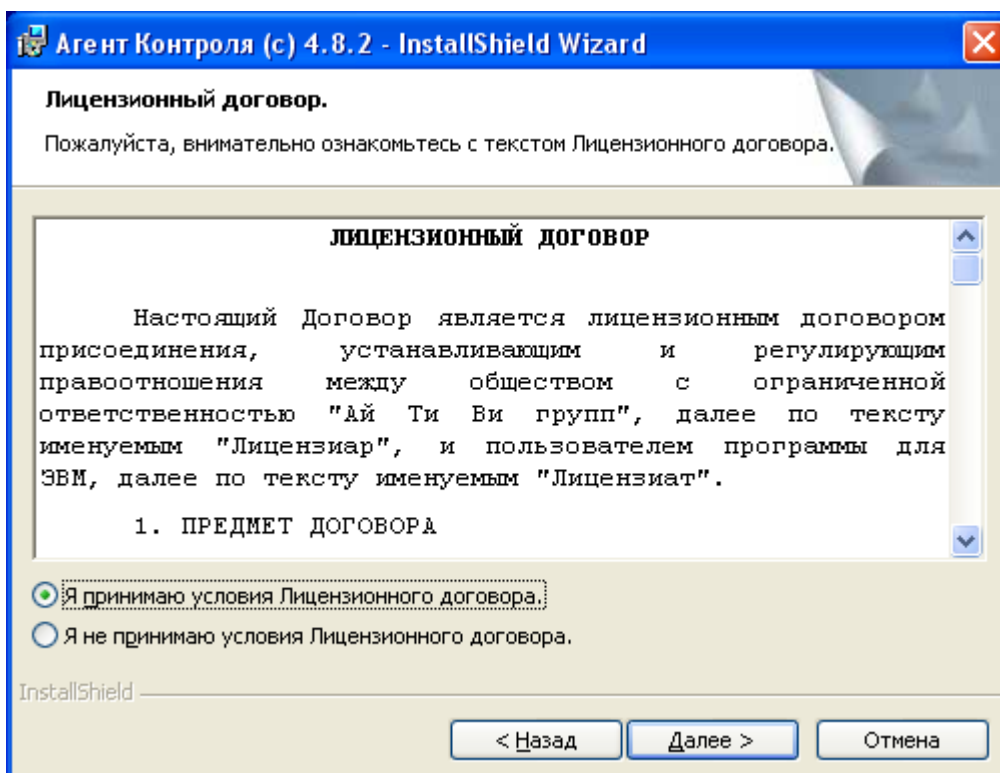 Агент Контроля (c) 4.8.2 - InstallShield Wizard
Лицензионный договор.
Пожалуйста, внимательно ознакомьтесь с текстом Лицензионного договора.
ЛИЦЕНЗИОННЫЙ ДОГОВОР
Настоящий Договор является лицензионным договором
присоединения, устанавливающим и регулирующим
правоотношения между обществом с ограниченной
ответственностью "Ай Ти Ви групп", далее по тексту
именуемым "Лицензиар", и пользователем программы для
ЭВМ, далее по тексту именуемым "Лицензиат".
1. ПРЕДМЕТ ДОГОВОРА
Я принимаю условия Лицензионного договора.
Я не принимаю условия Лицензионного договора.
InstallShield
< Назад Далее > Отмена